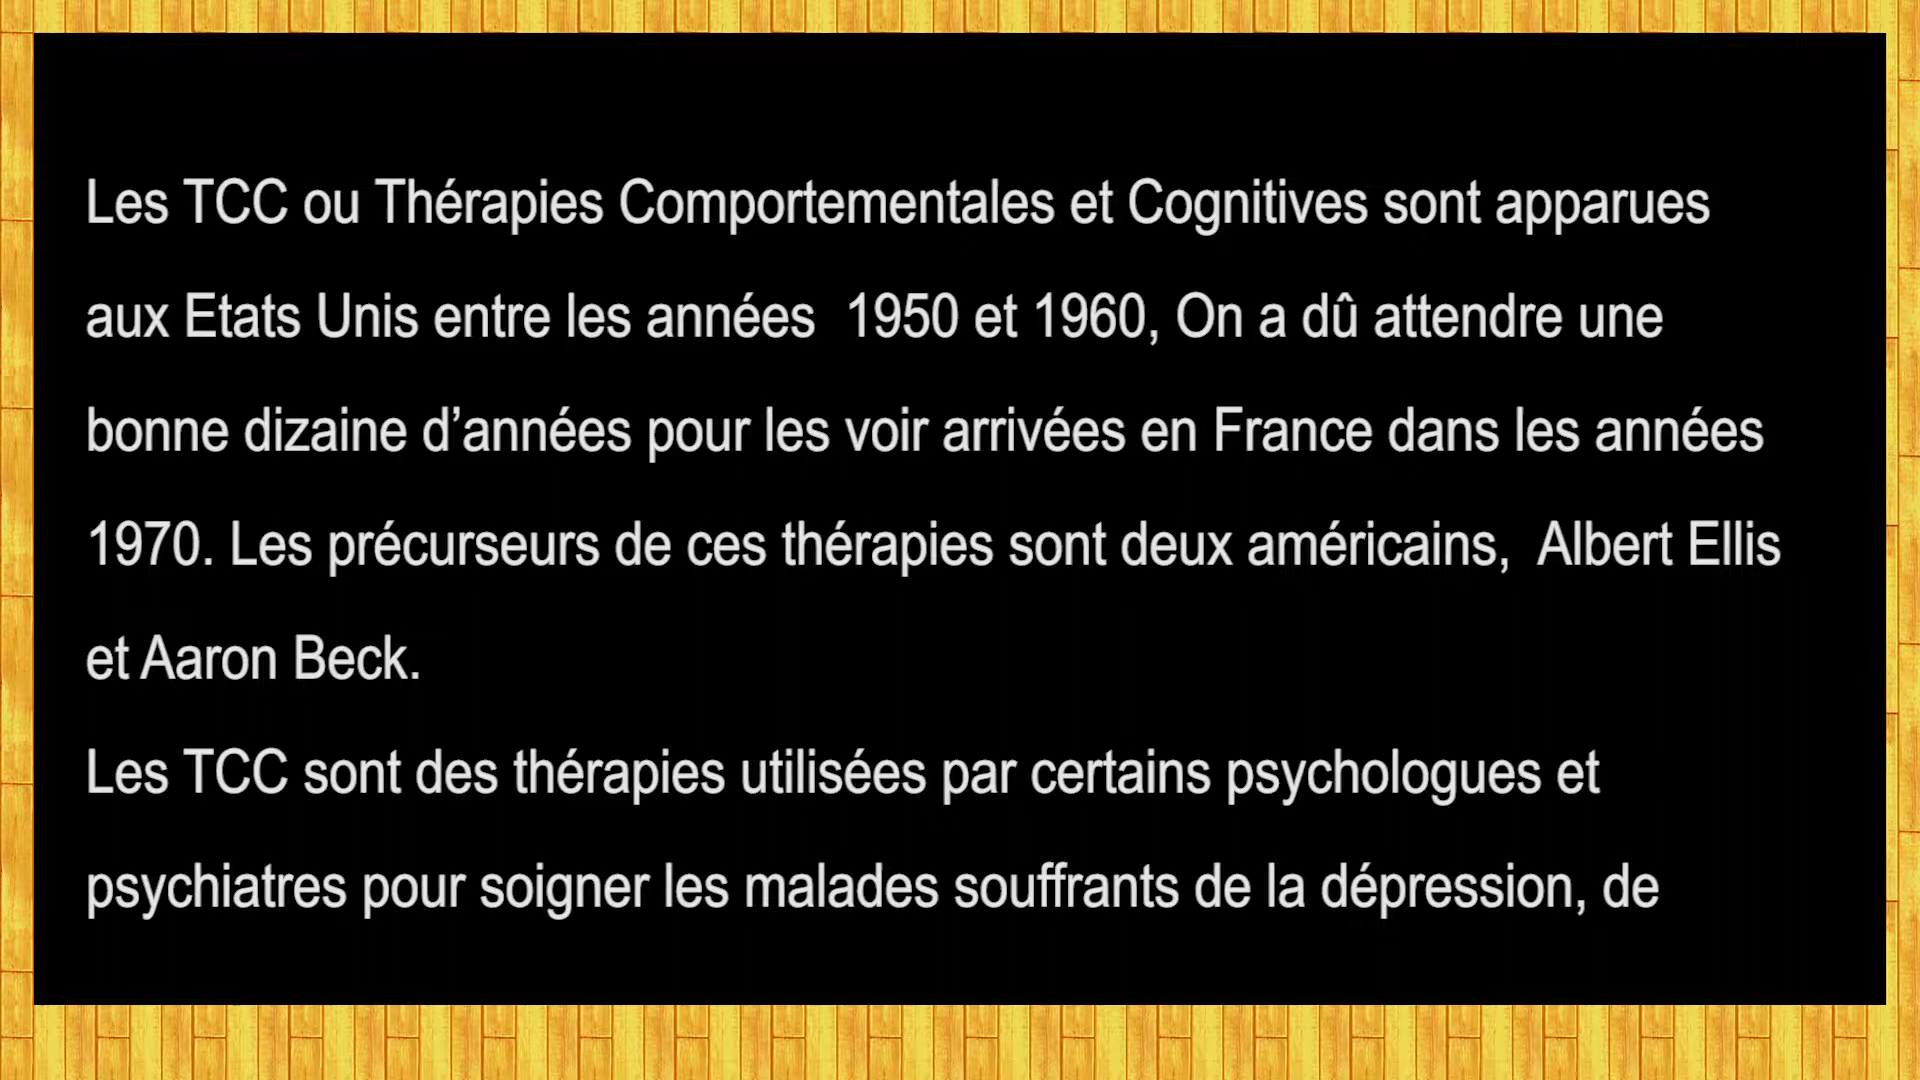 Les TCC ou Thérapies Comportementales et Cognitives sont apparues
aux Etats Unis entre les années  1950 et 1960, On a dû attendre une
bonne dizaine d’années pour les voir arrivées en France dans les années
1970. Les précurseurs de ces thérapies sont deux américains,  Albert Ellis
et Aaron Beck.
Les TCC sont des thérapies utilisées par certains psychologues et
psychiatres pour soigner les malades souffrants de la dépression, de